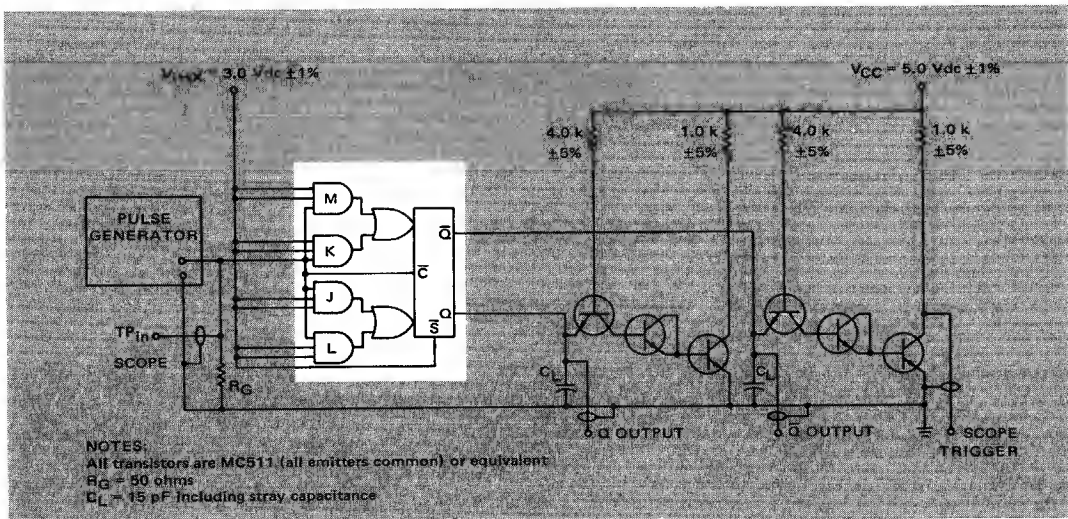 = 3.0 Vdc ±1%
VCC = 5.0 Vdc ±1%
4.0 k
±5%
1.0 k
±5%
4.0 k
±5%
1.0 k
±5%
PULSE
GENERATOR
M
K
J
L
C̅
Q̅
Q
S̅
TPin
SCOPE
RG
CL
CL
Q OUTPUT
Q̅ OUTPUT
SCOPE
TRIGGER
NOTES:
All transistors are MC511 (all emitters common) or equivalent
RG = 50 ohms
CL = 15 pF including stray capacitance